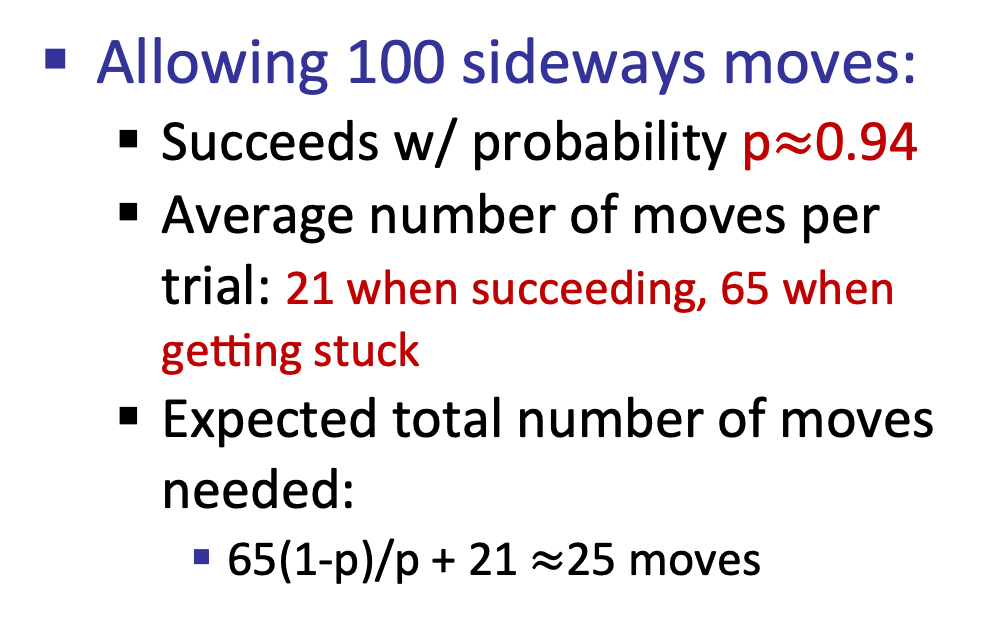 ▪ Allowing 100 sideways moves:
▪ Succeeds w/ probability p≈0.94
▪ Average number of moves per
trial: 21 when succeeding, 65 when
getting stuck
▪ Expected total number of moves
needed:
▪ 65(1-p)/p + 21 ≈25 moves